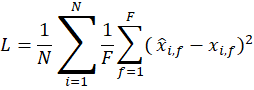 L = \frac{1}{N} \sum_{i=1}^{N} \frac{1}{F} \sum_{f=1}^{F} ( \hat{x}_{i,f} - x_{i,f} )^2